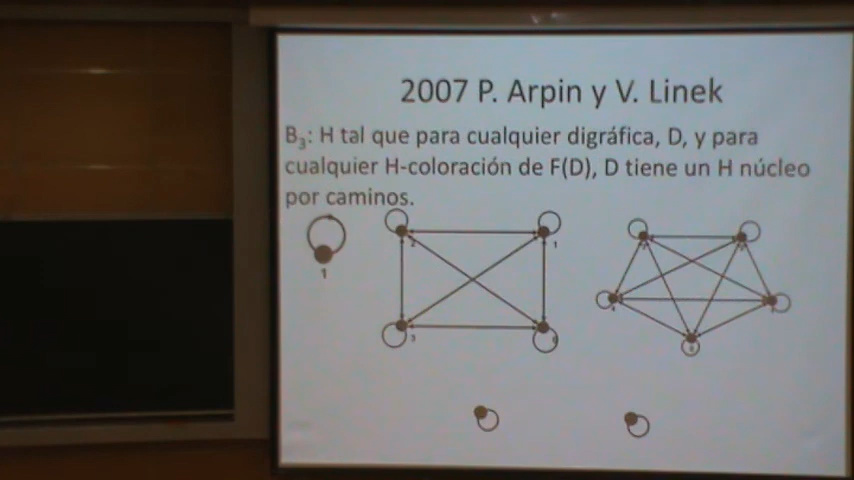 2007 P. Arpin y V. Linek
B₃: H tal que para cualquier digráfica, D, y para
cualquier H-coloración de F(D), D tiene un H núcleo
por caminos.
1
2
1
3